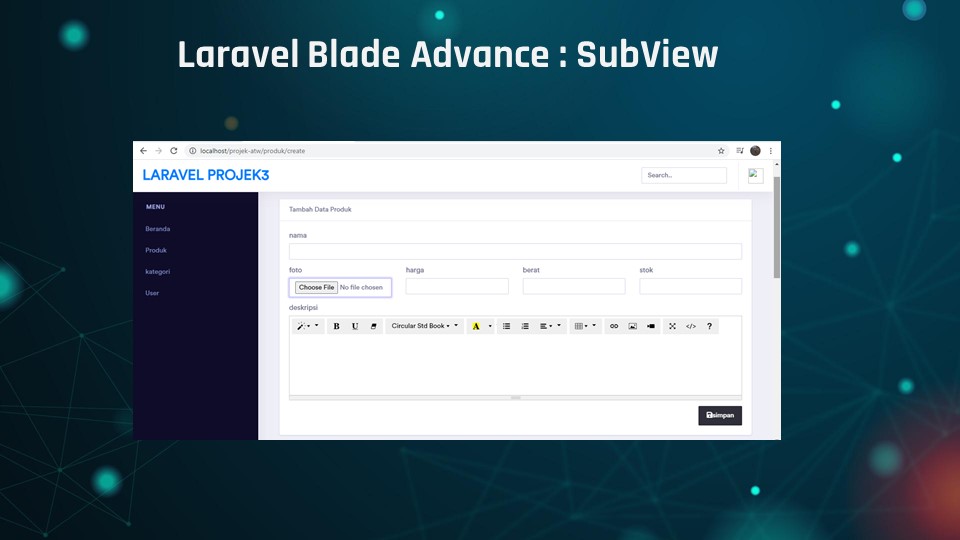 Laravel Blade Advance : SubView
localhost/projek-atw/produk/create
LARAVEL PROJEK3
Search..
MENU
Beranda
Produk
kategori
User
Tambah Data Produk
nama
foto harga berat stok
Choose File No file chosen
deskripsi
B U Circular Std Book A </> ?
simpan